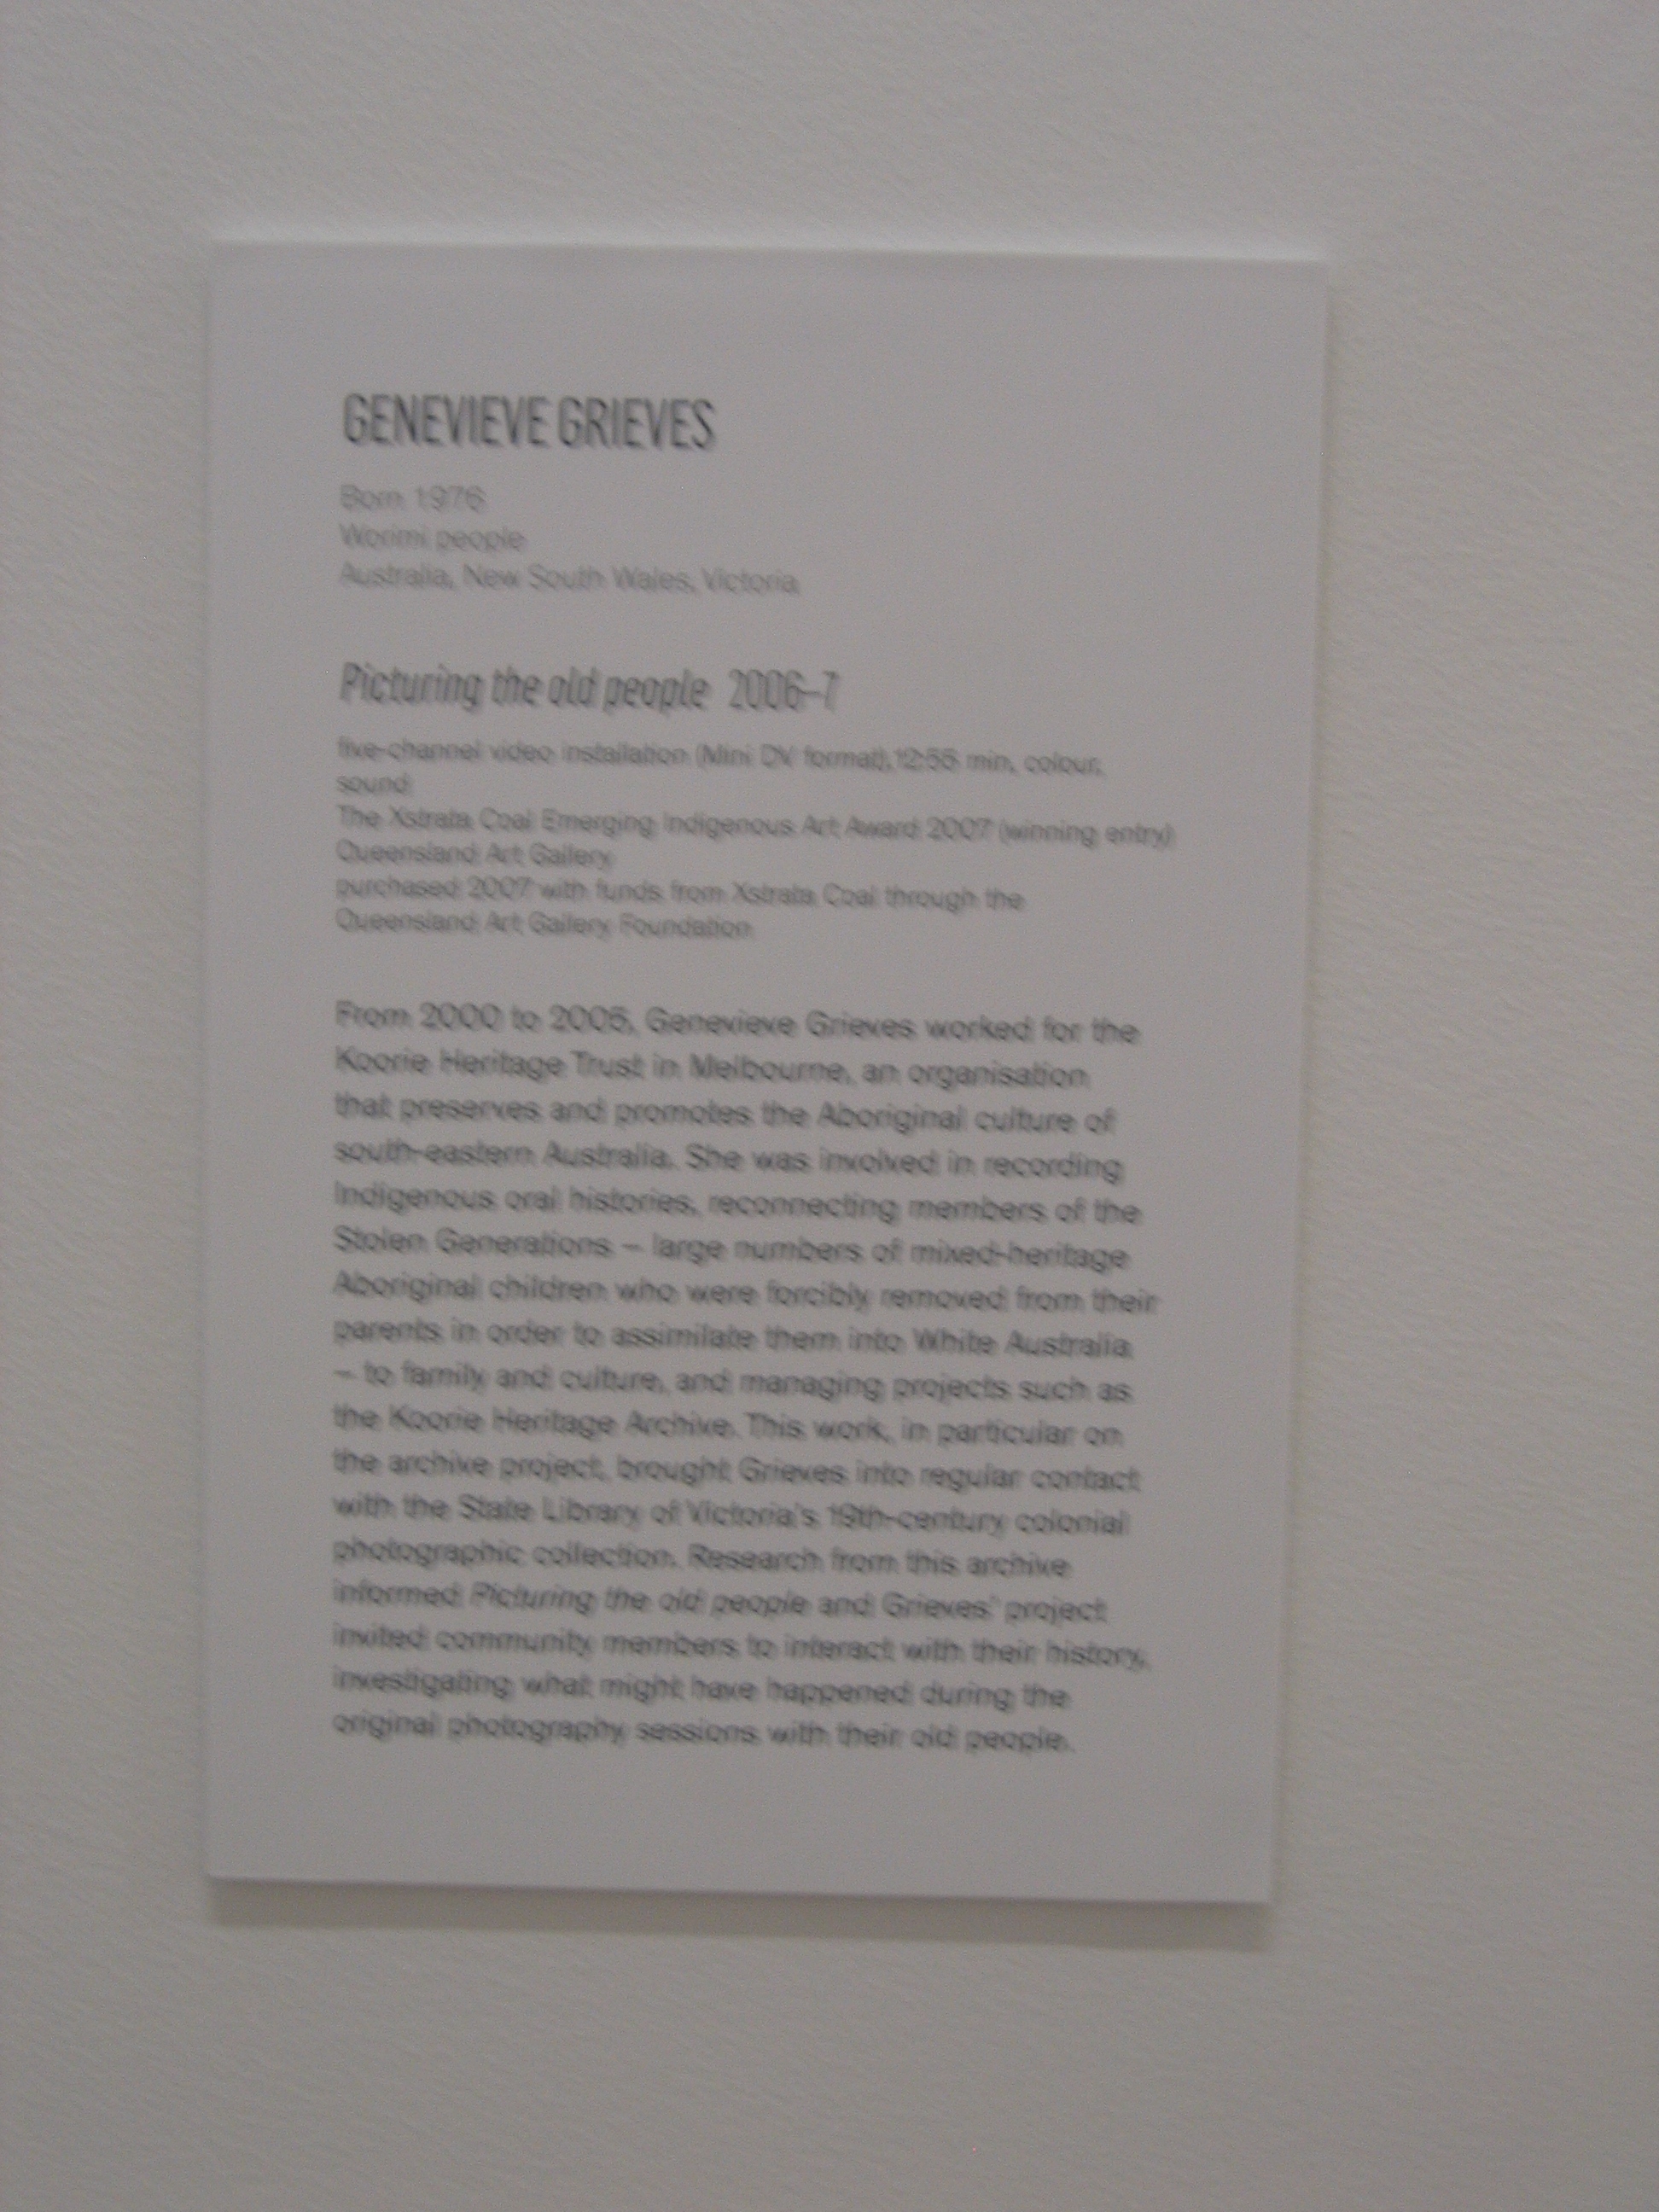 GENEVIEVE GRIEVES
Born 1976
Worimi people
Australia, New South Wales, Victoria
Picturing the old people 2006–7
five-channel video installation (Mini DV format), 12:55 min, colour,
sound
The Xstrata Coal Emerging Indigenous Art Award 2007 (winning entry)
Queensland Art Gallery
purchased 2007 with funds from Xstrata Coal through the
Queensland Art Gallery Foundation
From 2000 to 2005, Genevieve Grieves worked for the
Koorie Heritage Trust in Melbourne, an organisation
that preserves and promotes the Aboriginal culture of
south-eastern Australia. She was involved in recording
Indigenous oral histories, reconnecting members of the
Stolen Generations – large numbers of mixed-heritage
Aboriginal children who were forcibly removed from their
parents in order to assimilate them into White Australia
– to family and culture, and managing projects such as
the Koorie Heritage Archive. This work, in particular on
the archive project, brought Grieves into regular contact
with the State Library of Victoria's 19th-century colonial
photographic collection. Research from this archive
informed Picturing the old people and Grieves' project
invited community members to interact with their history,
investigating what might have happened during the
original photography sessions with their old people.